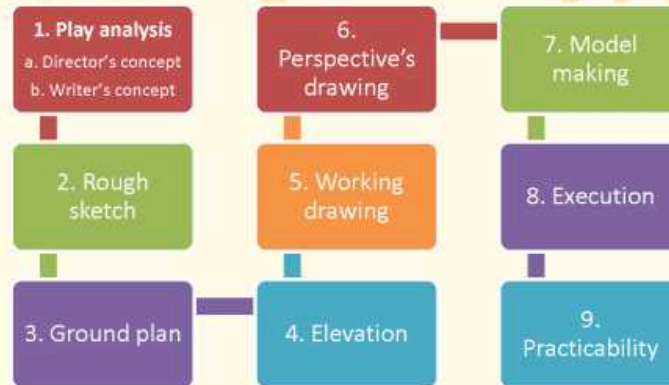 1. Play analysis
a. Director's concept
b. Writer's concept
2. Rough
sketch
3. Ground plan
4. Elevation
5. Working
drawing
6.
Perspective's
drawing
7. Model
making
8. Execution
9.
Practicability